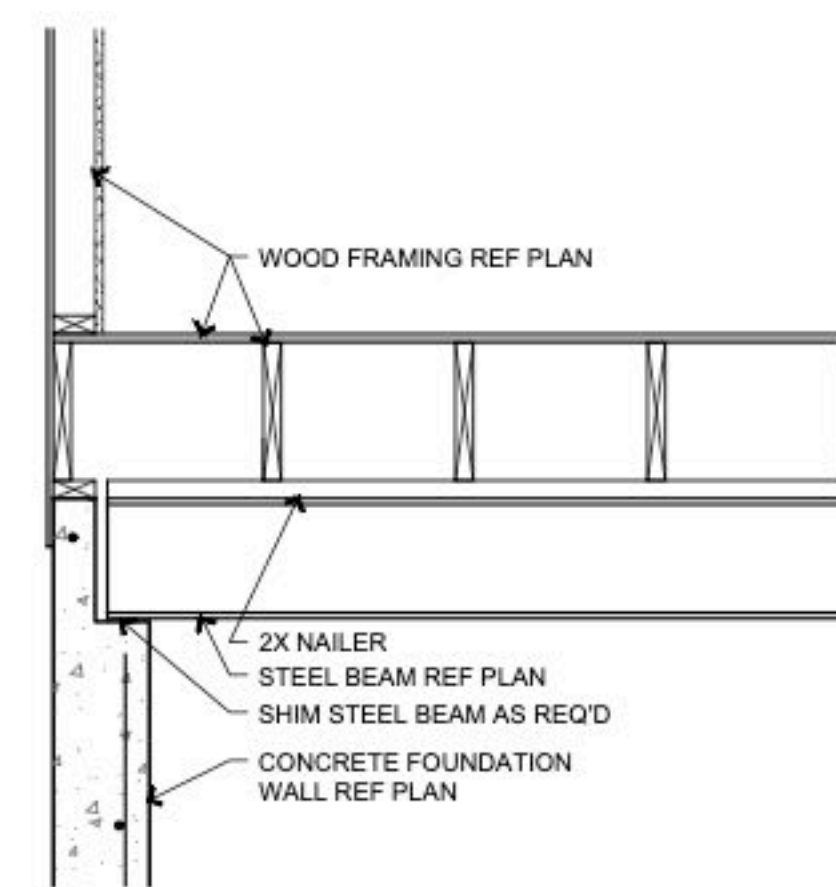 WOOD FRAMING REF PLAN
2X NAILER
STEEL BEAM REF PLAN
SHIM STEEL BEAM AS REQ'D
CONCRETE FOUNDATION
WALL REF PLAN